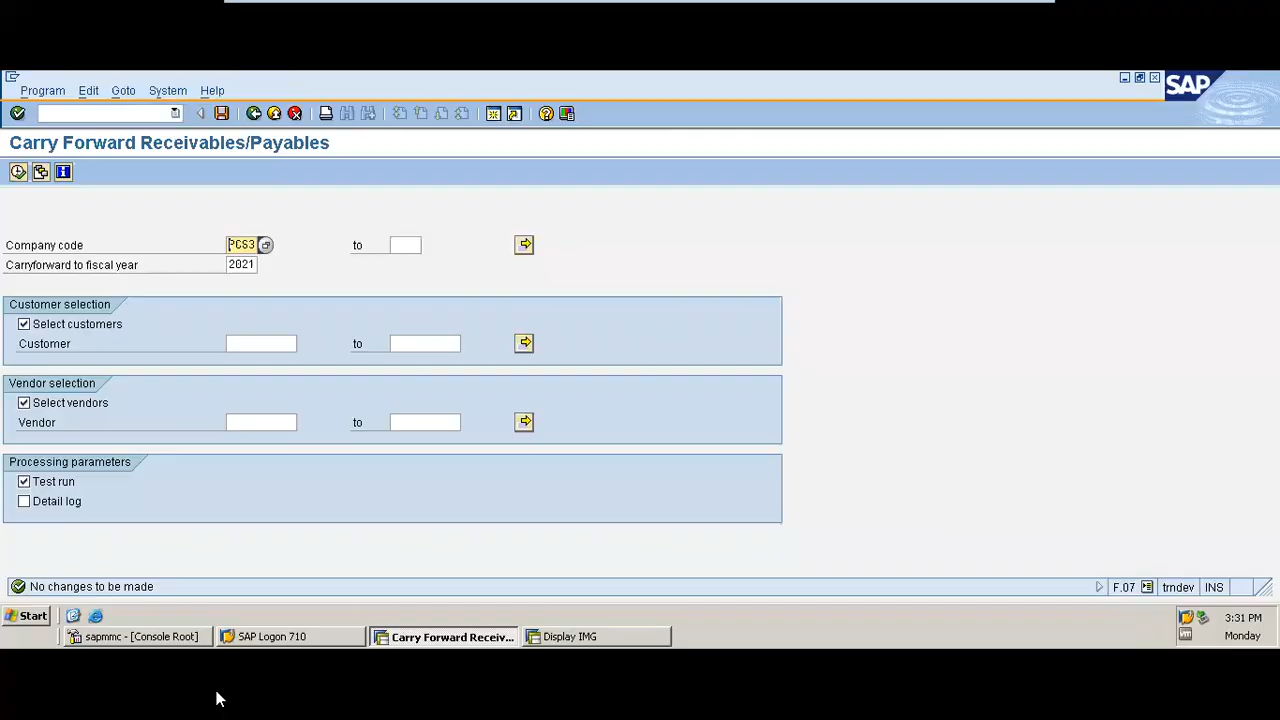 Program Edit Goto System Help
SAP
Carry Forward Receivables/Payables
Company code PCS3 to
Carryforward to fiscal year 2021
Customer selection
Select customers
Customer to
Vendor selection
Select vendors
Vendor to
Processing parameters
Test run
Detail log
No changes to be made F.07 trndev INS
Start 3:31 PM
sapmmc - [Console Root] SAP Logon 710 Carry Forward Receiv... Display IMG Monday